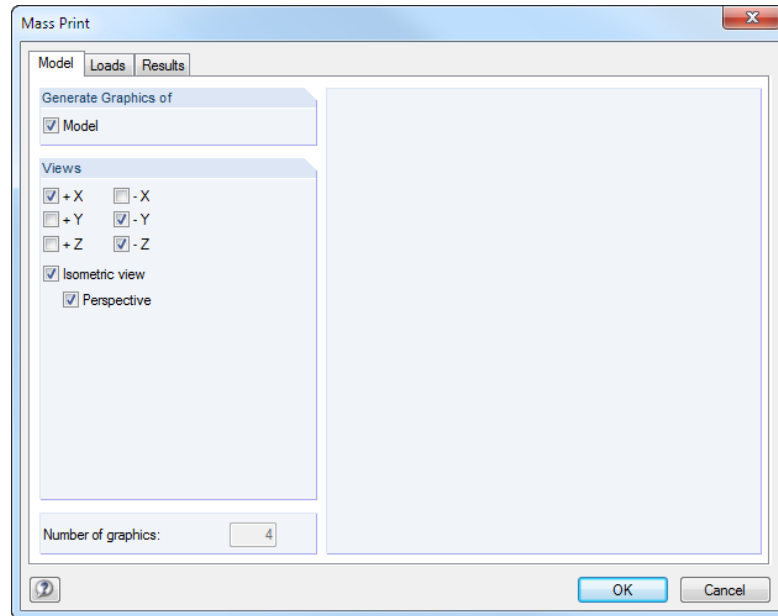 Mass Print
Model Loads Results
Generate Graphics of
Model
Views
+ X - X
+ Y - Y
+ Z - Z
Isometric view
Perspective
Number of graphics: 4
OK Cancel